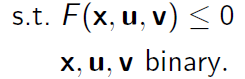 s.t. F(x, u, v) ≤ 0
x, u, v binary.